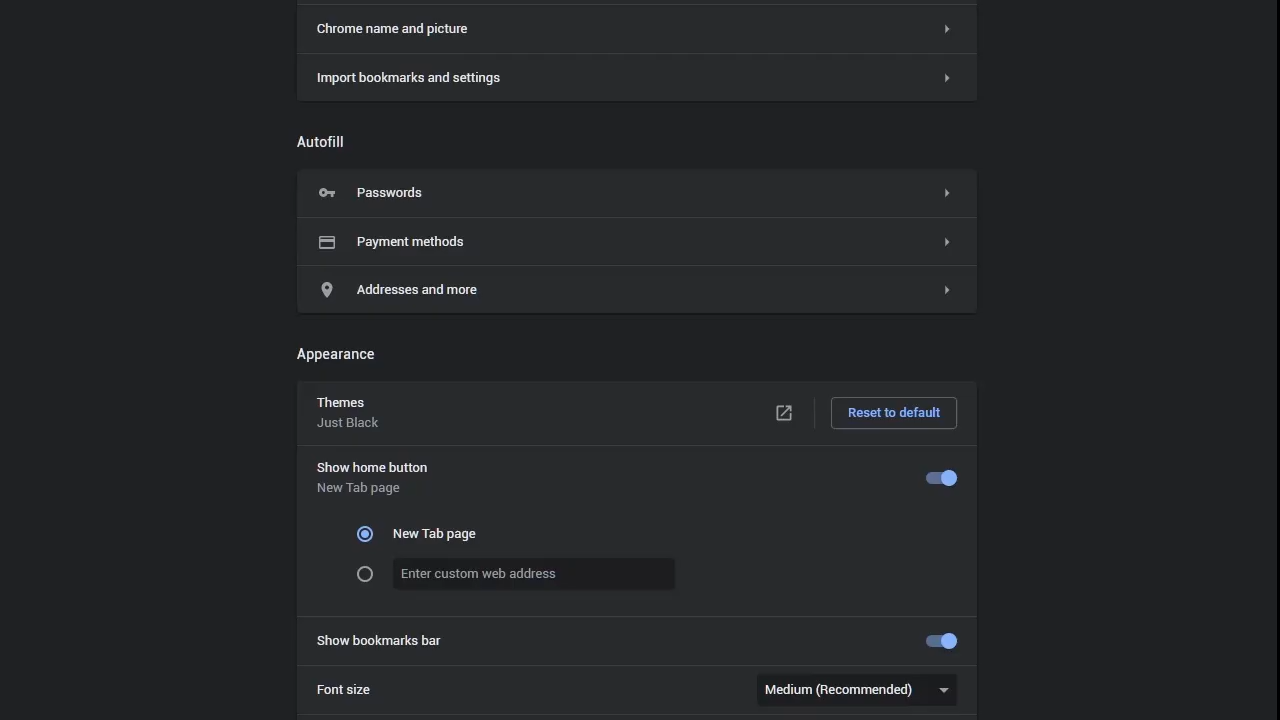 Chrome name and picture
Import bookmarks and settings
Autofill
Passwords
Payment methods
Addresses and more
Appearance
Themes
Just Black
Reset to default
Show home button
New Tab page
New Tab page
Enter custom web address
Show bookmarks bar
Font size
Medium (Recommended)